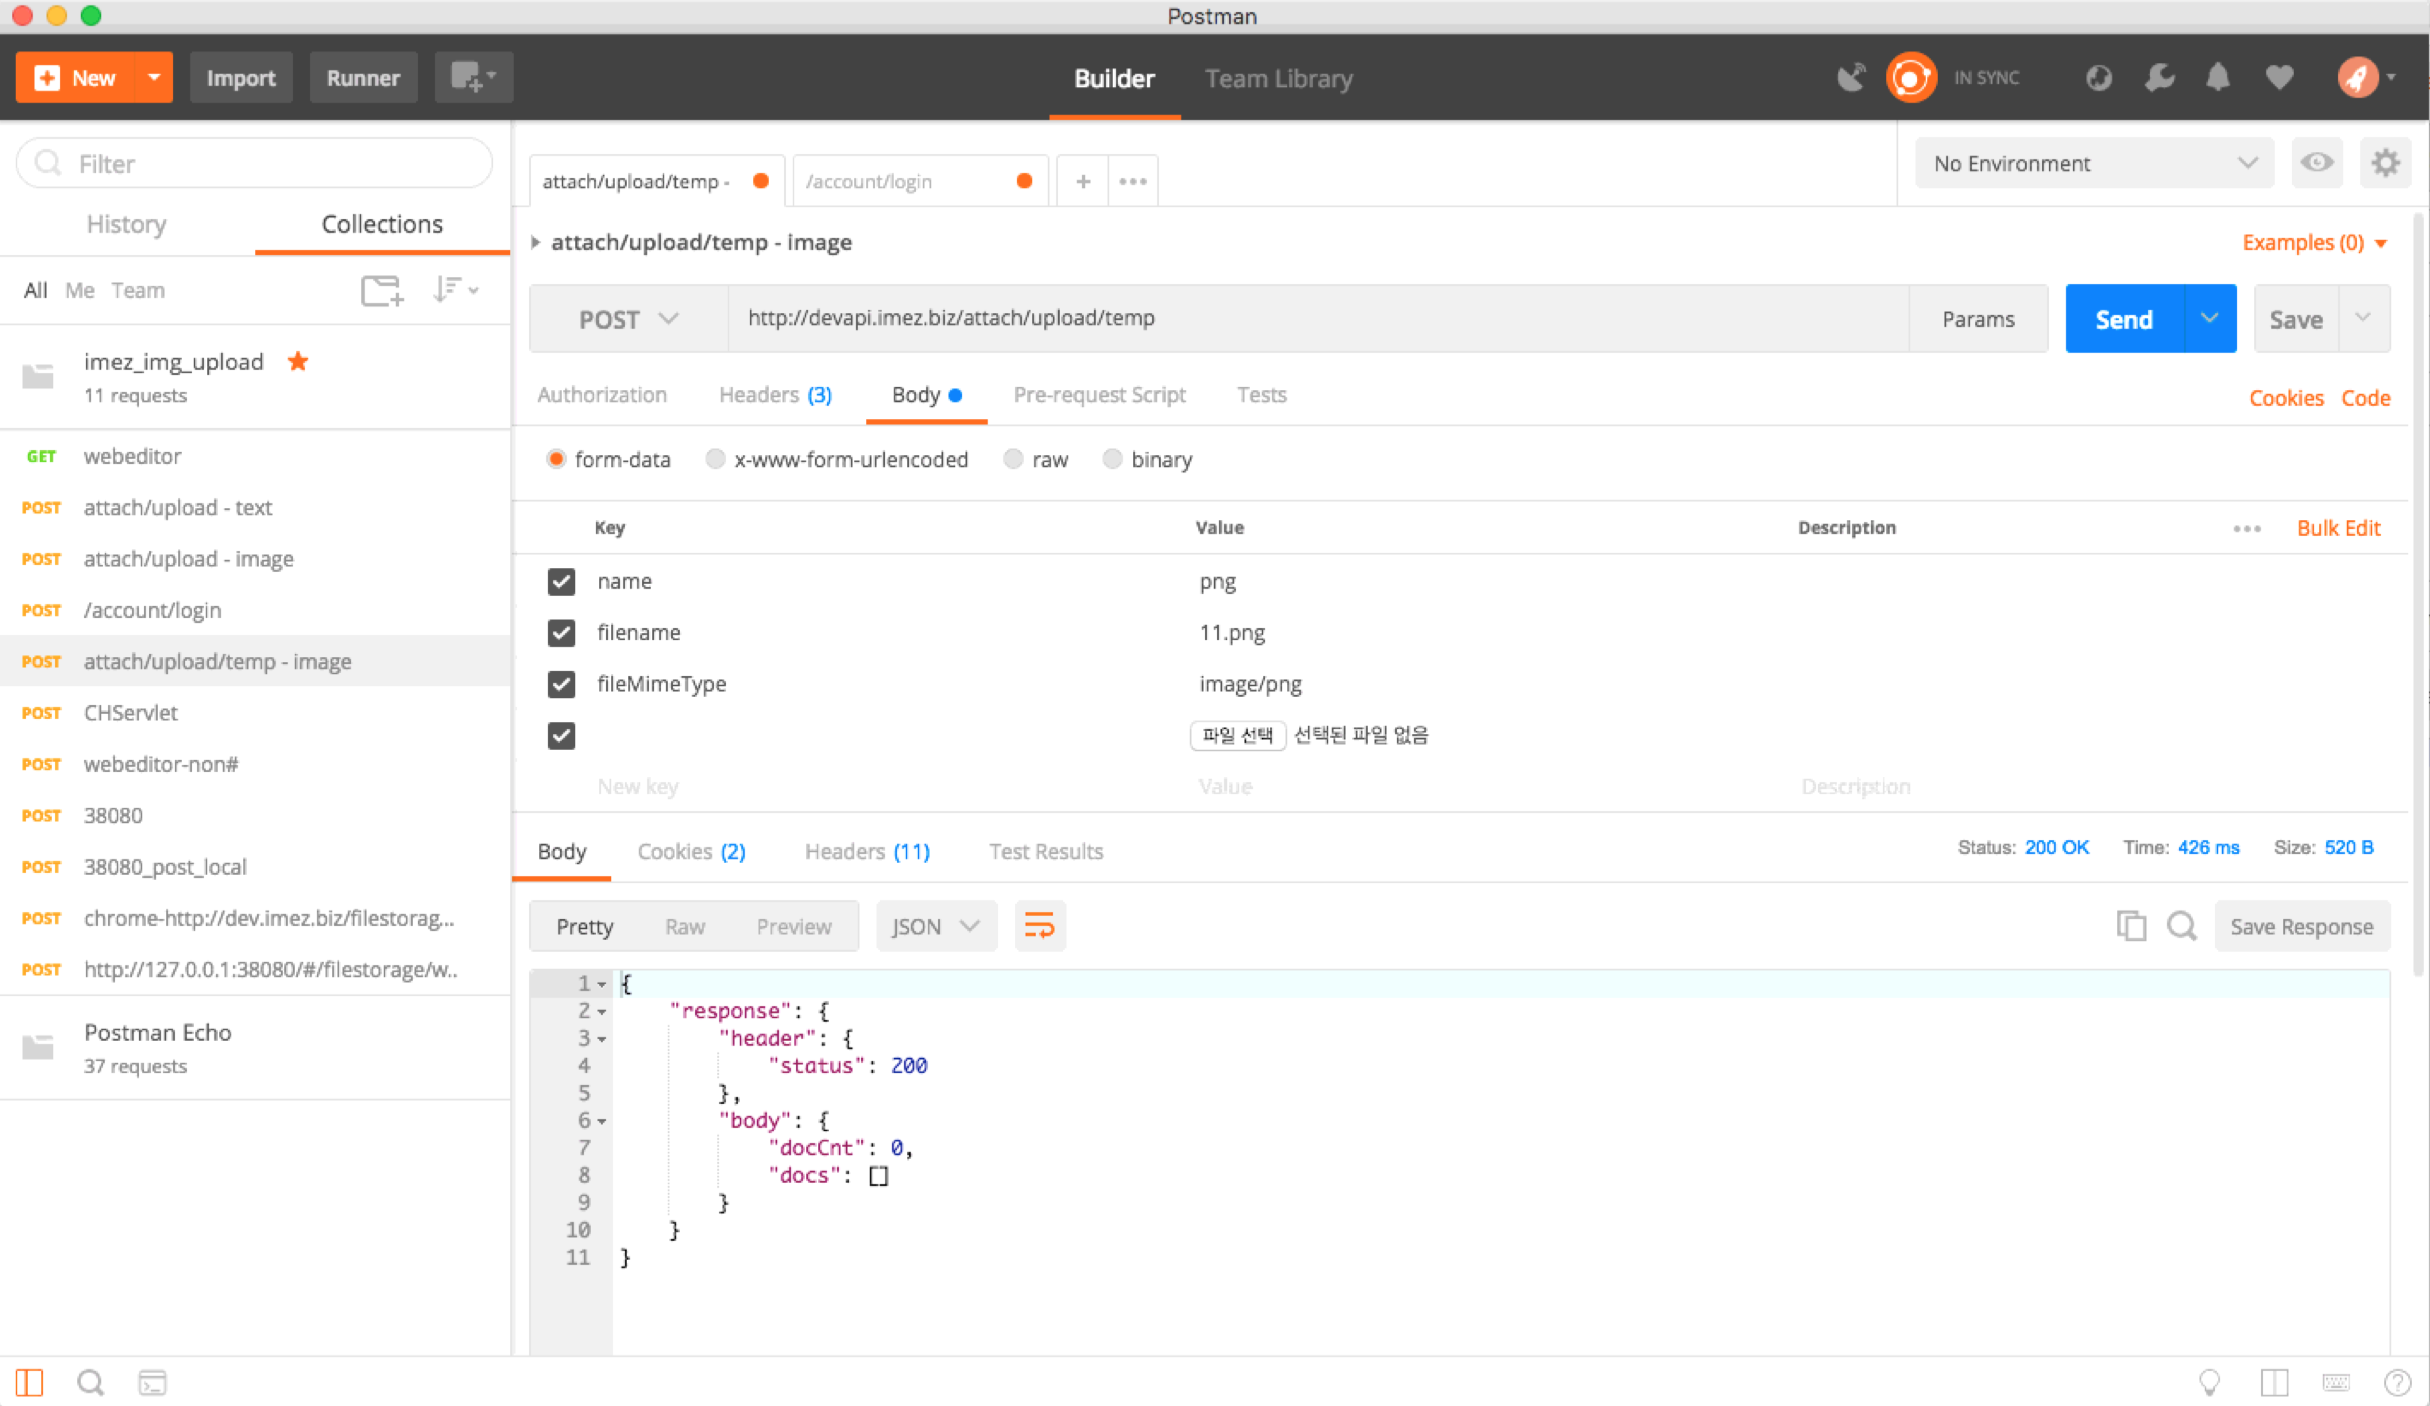 Postman
New
Import
Runner
Builder
Team Library
IN SYNC
Filter
History
Collections
All Me Team
imez_img_upload
11 requests
GET webeditor
POST attach/upload - text
POST attach/upload - image
POST /account/login
POST attach/upload/temp - image
POST CHServlet
POST webeditor-non#
POST 38080
POST 38080_post_local
POST chrome-http://dev.imez.biz/filestorag...
POST http://127.0.0.1:38080/#/filestorage/w..
Postman Echo
37 requests
attach/upload/temp -
/account/login
+
No Environment
attach/upload/temp - image
Examples (0)
POST
http://devapi.imez.biz/attach/upload/temp
Params
Send
Save
Authorization
Headers (3)
Body
Pre-request Script
Tests
Cookies
Code
form-data
x-www-form-urlencoded
raw
binary
Key
Value
Description
Bulk Edit
name
png
filename
11.png
fileMimeType
image/png
파일 선택 선택된 파일 없음
New key
Value
Description
Body
Cookies (2)
Headers (11)
Test Results
Status: 200 OK
Time: 426 ms
Size: 520 B
Pretty
Raw
Preview
JSON
Save Response
1 {
2 "response": {
3 "header": {
4 "status": 200
5 },
6 "body": {
7 "docCnt": 0,
8 "docs": []
9 }
10 }
11 }